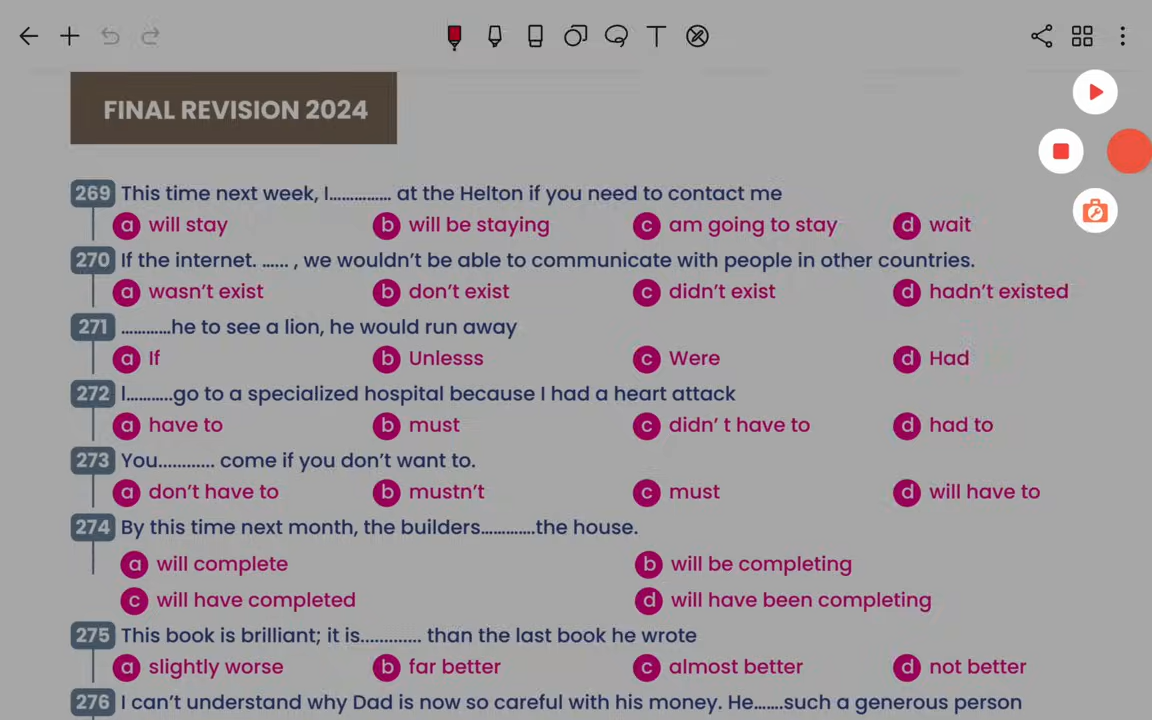 FINAL REVISION 2024
269 This time next week, I............... at the Helton if you need to contact me
a will stay b will be staying c am going to stay d wait
270 If the internet. ...... , we wouldn't be able to communicate with people in other countries.
a wasn't exist b don't exist c didn't exist d hadn't existed
271 ............he to see a lion, he would run away
a If b Unlesss c Were d Had
272 I...........go to a specialized hospital because I had a heart attack
a have to b must c didn' t have to d had to
273 You............ come if you don't want to.
a don't have to b mustn't c must d will have to
274 By this time next month, the builders.............the house.
a will complete b will be completing
c will have completed d will have been completing
275 This book is brilliant; it is............. than the last book he wrote
a slightly worse b far better c almost better d not better
276 I can't understand why Dad is now so careful with his money. He.......such a generous person